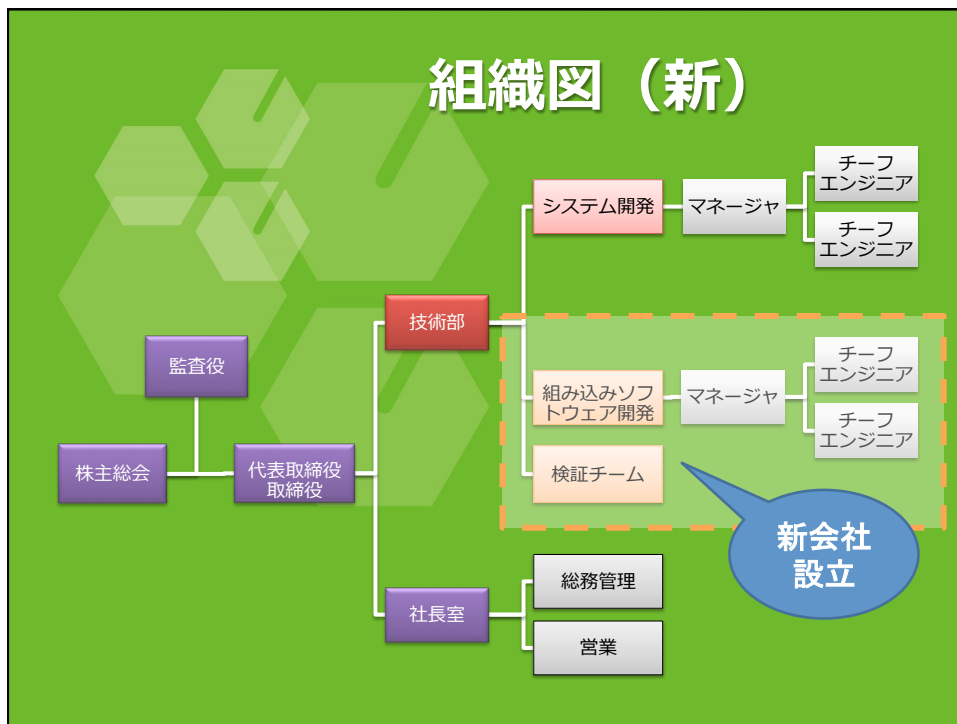 組織図（新）
チーフ
エンジニア
システム開発
マネージャ
チーフ
エンジニア
技術部
監査役
チーフ
エンジニア
組み込みソフ
トウェア開発
マネージャ
チーフ
エンジニア
株主総会
代表取締役
取締役
検証チーム
新会社
設立
総務管理
社長室
営業